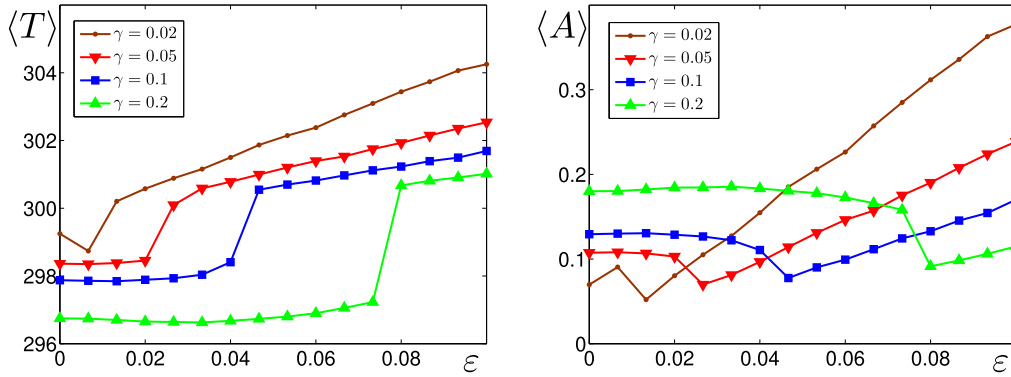 ⟨T⟩
γ = 0.02
γ = 0.05
γ = 0.1
γ = 0.2
304
302
300
298
296
0 0.02 0.04 0.06 0.08 ε
⟨A⟩
γ = 0.02
γ = 0.05
γ = 0.1
γ = 0.2
0.3
0.2
0.1
0
0 0.02 0.04 0.06 0.08 ε